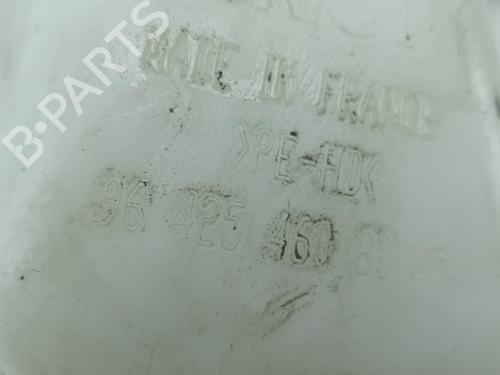 B-PARTS
MADE IN FRANCE
>PE-HD<
96 425 460 80